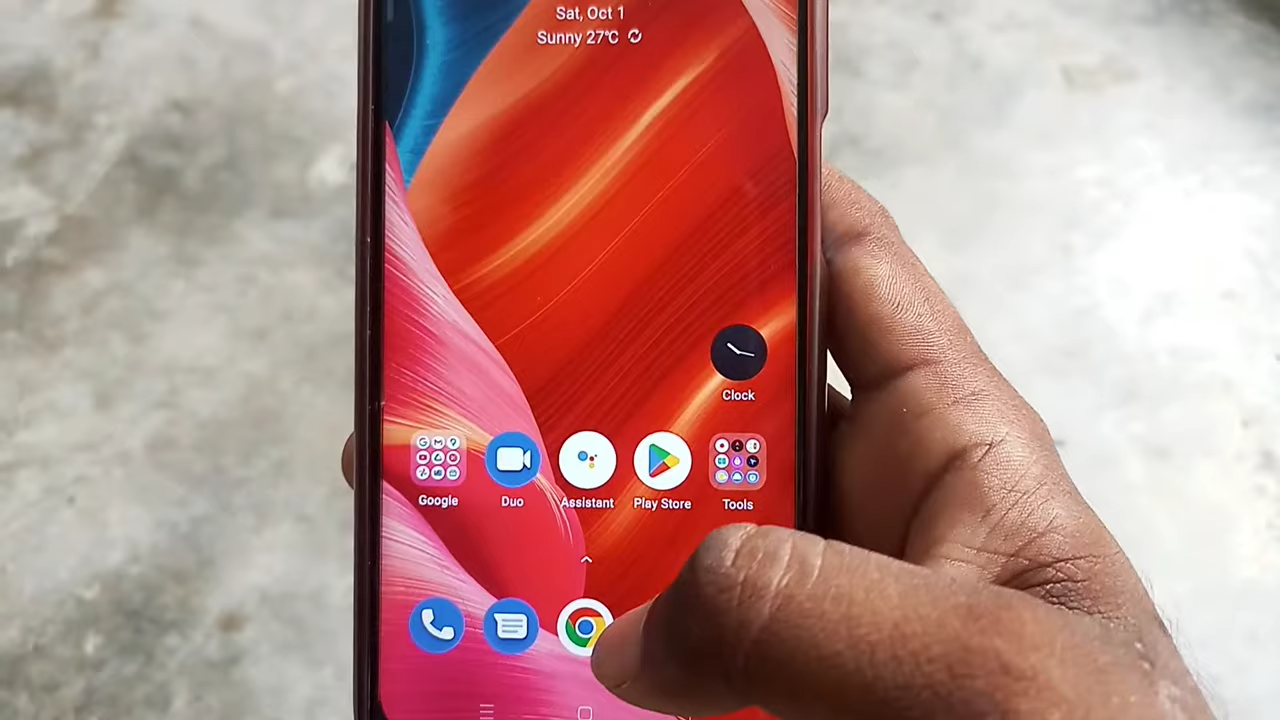 Sat, Oct 1
Sunny 27°C
Clock
Google
Duo
Assistant
Play Store
Tools